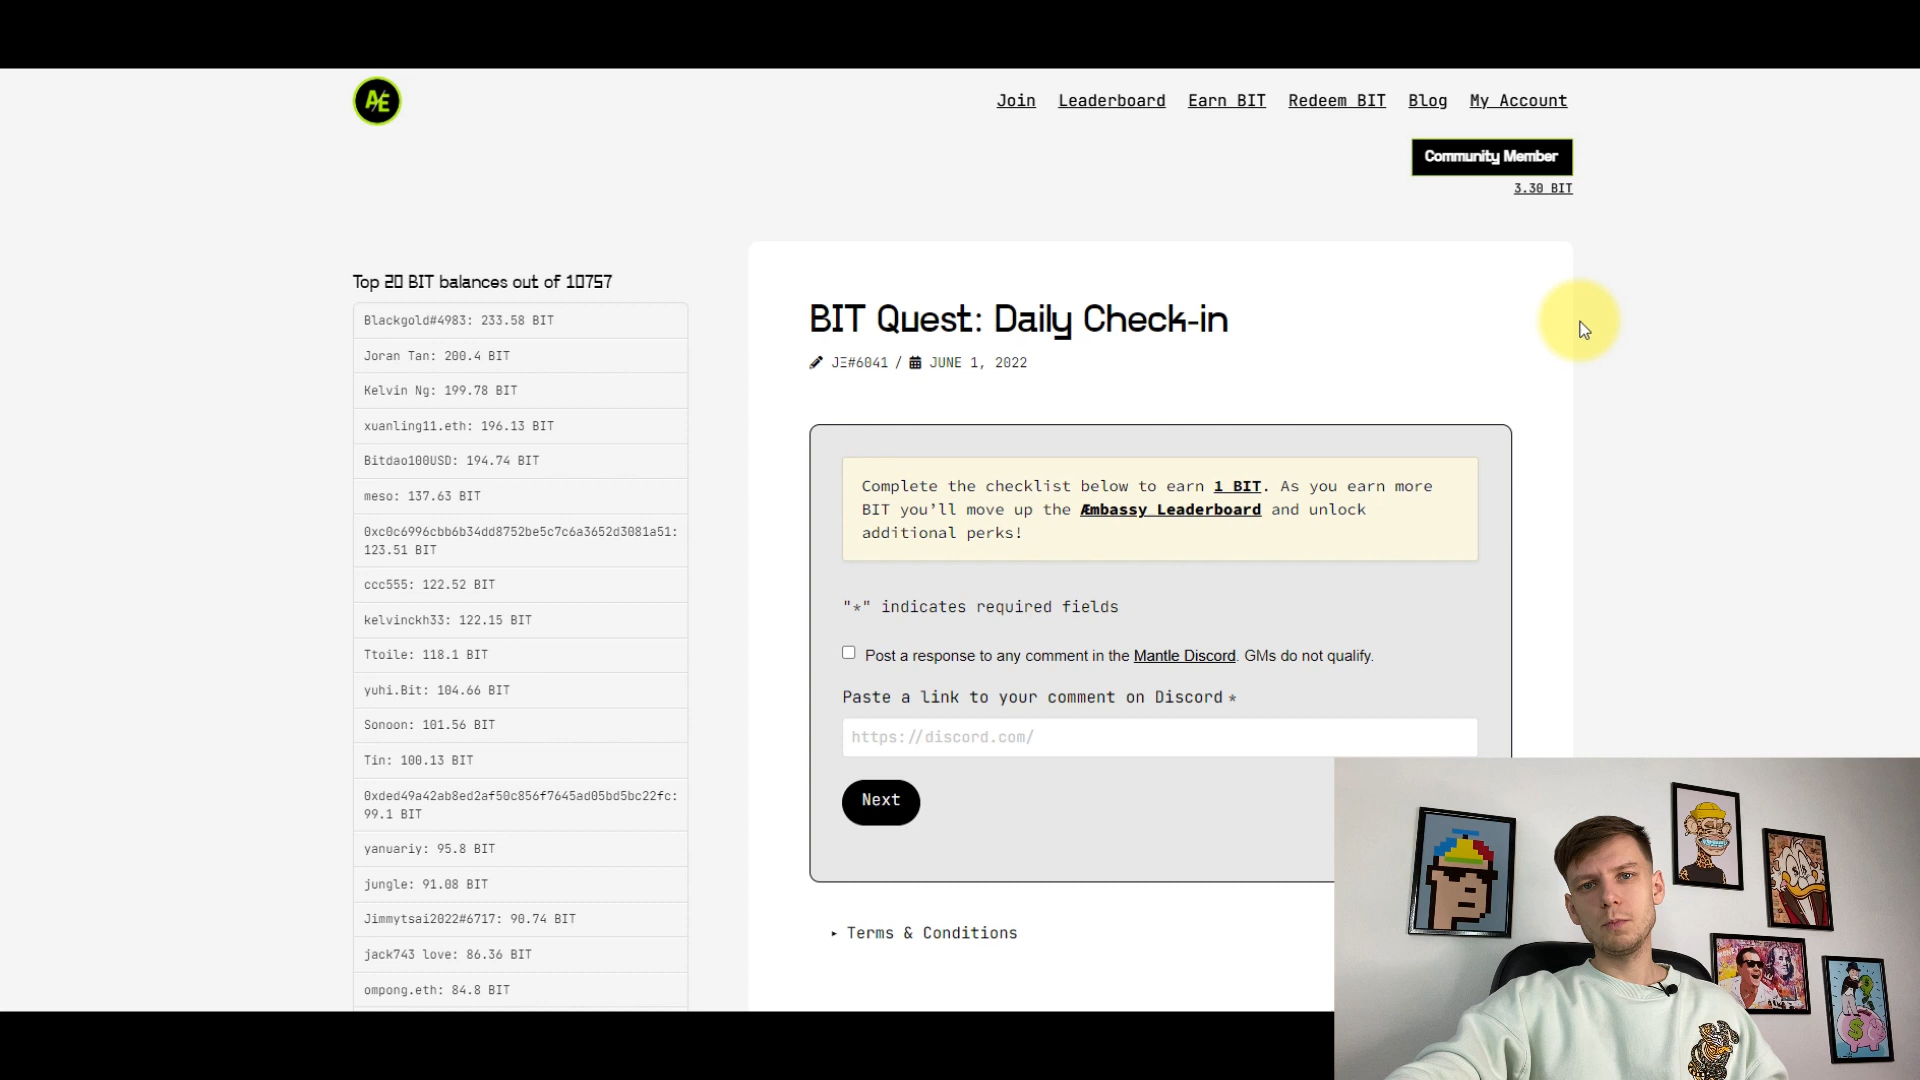 AE
Join Leaderboard Earn BIT Redeem BIT Blog My Account
Community Member
3.30 BIT
Top 20 BIT balances out of 10757
Blackgold#4983: 233.58 BIT
Joran Tan: 200.4 BIT
Kelvin Ng: 199.78 BIT
xuanling11.eth: 196.13 BIT
Bitdao100USD: 194.74 BIT
meso: 137.63 BIT
0xc0c6996cbb6b34dd8752be5c7c6a3652d3081a51:
123.51 BIT
ccc555: 122.52 BIT
kelvinckh33: 122.15 BIT
Ttoile: 118.1 BIT
yuhi.Bit: 104.66 BIT
Sonoon: 101.56 BIT
Tin: 100.13 BIT
0xded49a42ab8ed2af50c856f7645ad05bd5bc22fc:
99.1 BIT
yanuariy: 95.8 BIT
jungle: 91.08 BIT
Jimmytsai2022#6717: 90.74 BIT
jack743 love: 86.36 BIT
ompong.eth: 84.8 BIT
BIT Quest: Daily Check-in
JΞ#6041 / JUNE 1, 2022
Complete the checklist below to earn 1 BIT. As you earn more
BIT you’ll move up the Æmbassy Leaderboard and unlock
additional perks!
"*" indicates required fields
Post a response to any comment in the Mantle Discord. GMs do not qualify.
Paste a link to your comment on Discord *
https://discord.com/
Next
Terms & Conditions